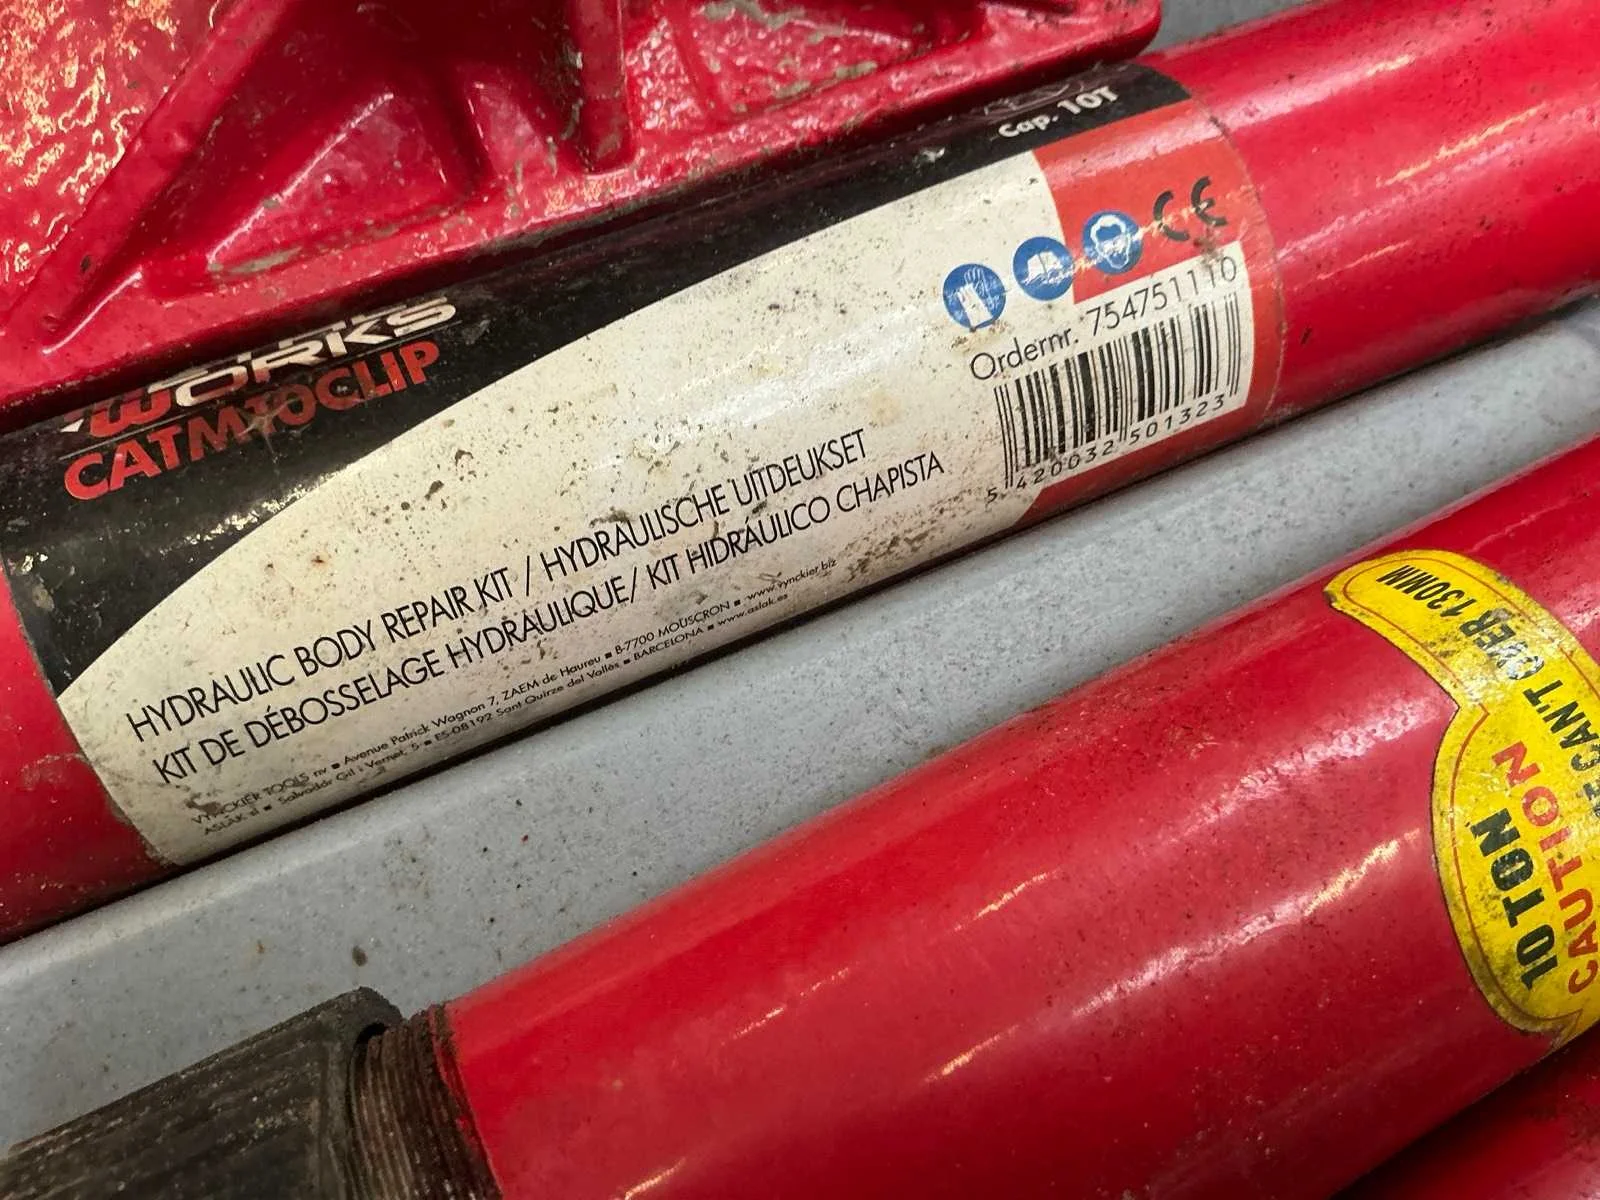 WORKS
CATMTOCLIP
Cap. 10T
CE
Ordernr. 754751110
5 420032 501323
HYDRAULIC BODY REPAIR KIT / HYDRAULISCHE UITDEUKSET
KIT DE DÉBOSSELAGE HYDRAULIQUE/ KIT HIDRÁULICO CHAPISTA
VYNCKIER TOOLS nv ■ Avenue Patrick Wagnon 7, ZAEM de Haureu ■ B-7700 MOUSCRON ■ www.vynckier.biz
ASLAK sl ■ Salvador Gil i Vernet, 5 ■ ES-08192 Sant Quirze del Vallès ■ BARCELONA ■ www.aslak.es
10 TON
CAUTION
CAN'T OVER 130MM